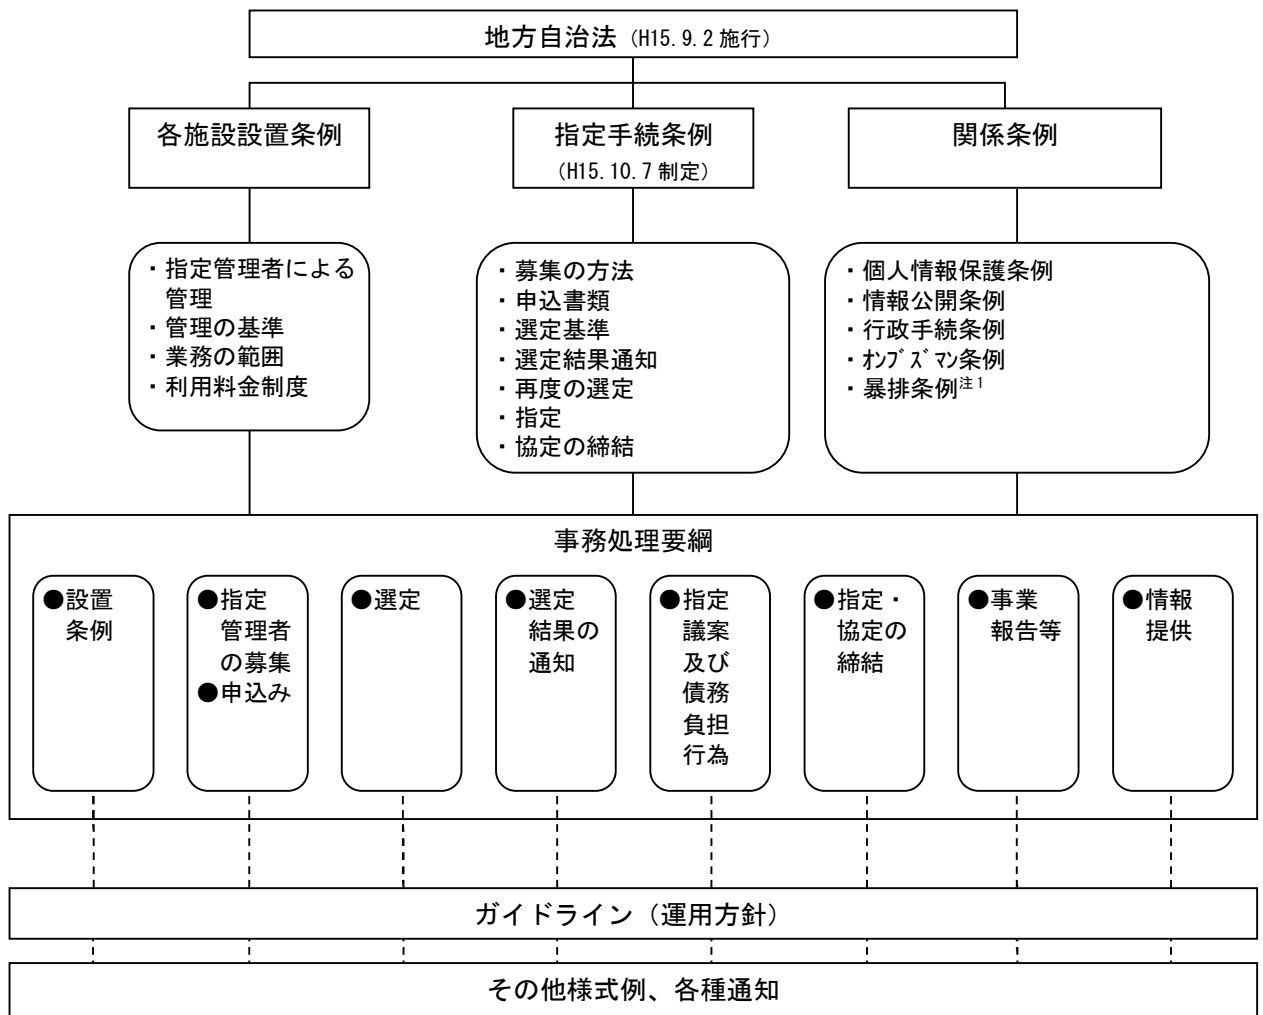 地方自治法（H15.9.2 施行）
各施設設置条例
指定手続条例
（H15.10.7 制定）
関係条例
・指定管理者による
管理
・管理の基準
・業務の範囲
・利用料金制度
・募集の方法
・申込書類
・選定基準
・選定結果通知
・再度の選定
・指定
・協定の締結
・個人情報保護条例
・情報公開条例
・行政手続条例
・ｵﾝﾌﾞｽﾞﾏﾝ条例
・暴排条例注1
事務処理要綱
●設置
条例
●指定
管理者
の募集
●申込み
●選定
●選定
結果の
通知
●指定
議案
及び
債務
負担
行為
●指定・
協定の
締結
●事業
報告等
●情報
提供
ガイドライン（運用方針）
その他様式例、各種通知